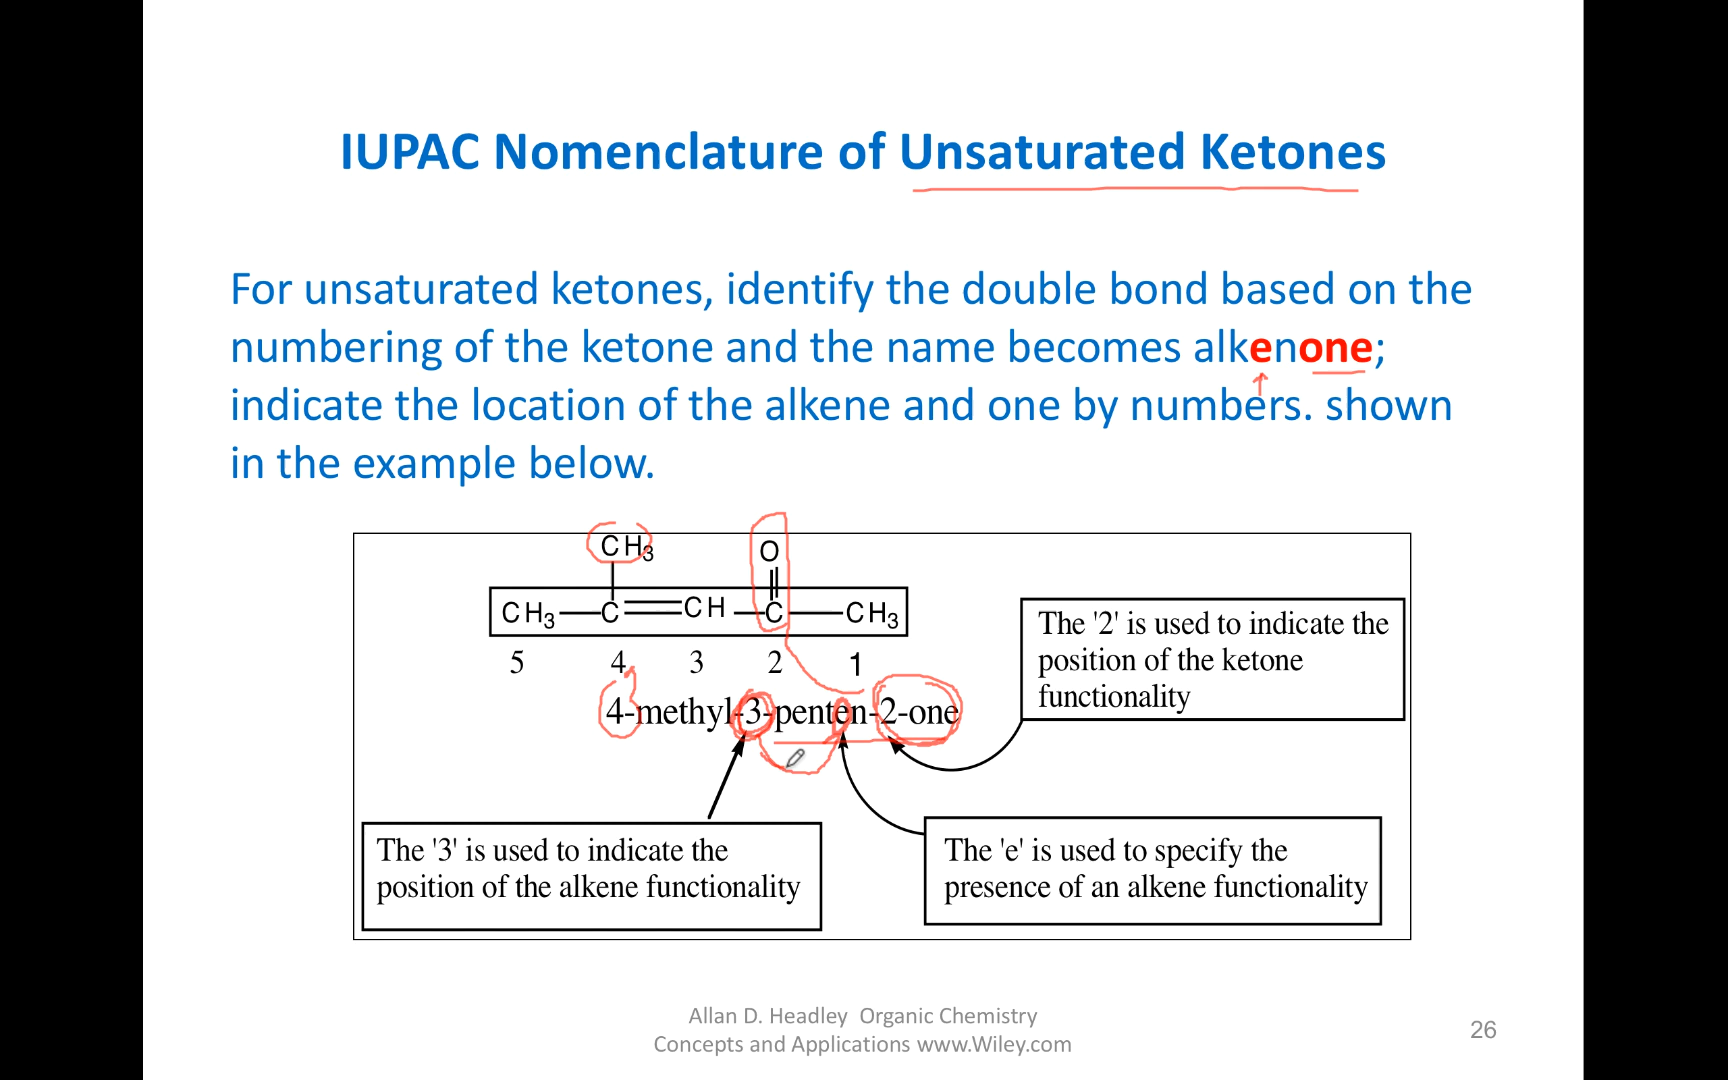 IUPAC Nomenclature of Unsaturated Ketones
For unsaturated ketones, identify the double bond based on the
numbering of the ketone and the name becomes alkenone;
indicate the location of the alkene and one by numbers. shown
in the example below.
CH₃ O
CH₃ C CH C CH₃
5 4 3 2 1
4-methyl-3-penten-2-one
The '2' is used to indicate the
position of the ketone
functionality
The '3' is used to indicate the
position of the alkene functionality
The 'e' is used to specify the
presence of an alkene functionality
Allan D. Headley Organic Chemistry
Concepts and Applications www.Wiley.com
26